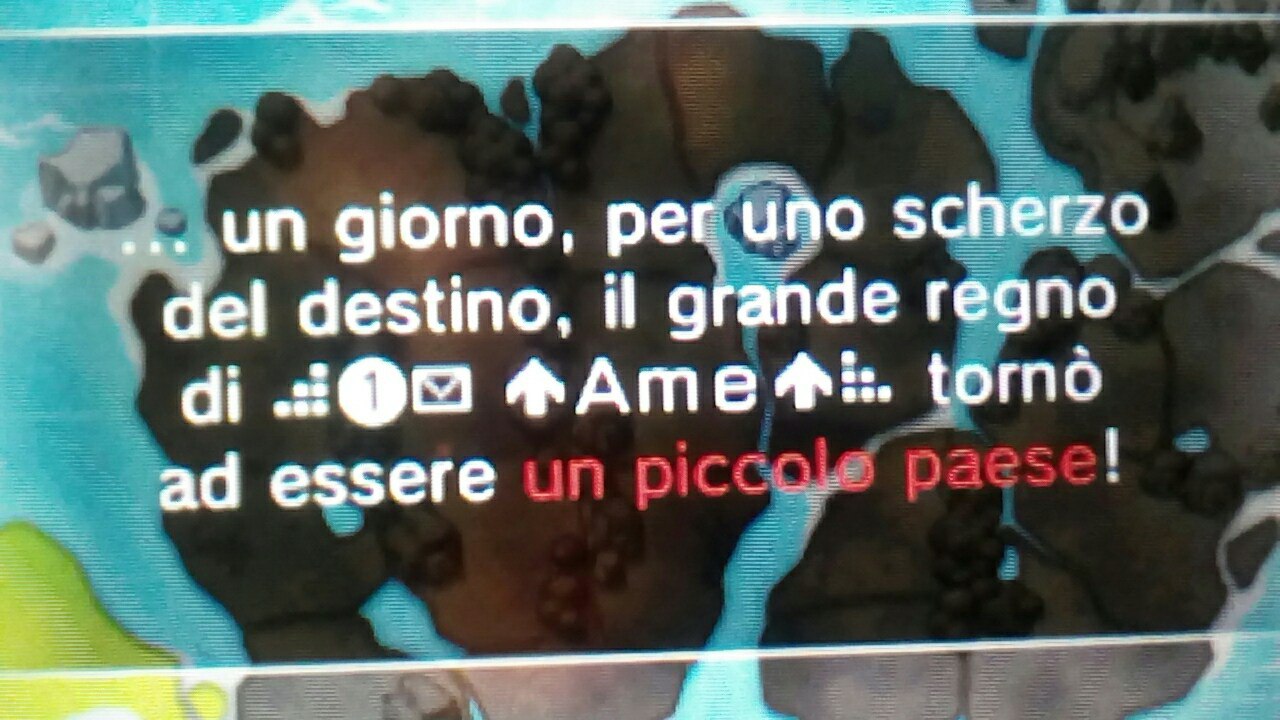 ... un giorno, per uno scherzo
del destino, il grande regno
di ⬆Ame⬆ tornò
ad essere un piccolo paese!